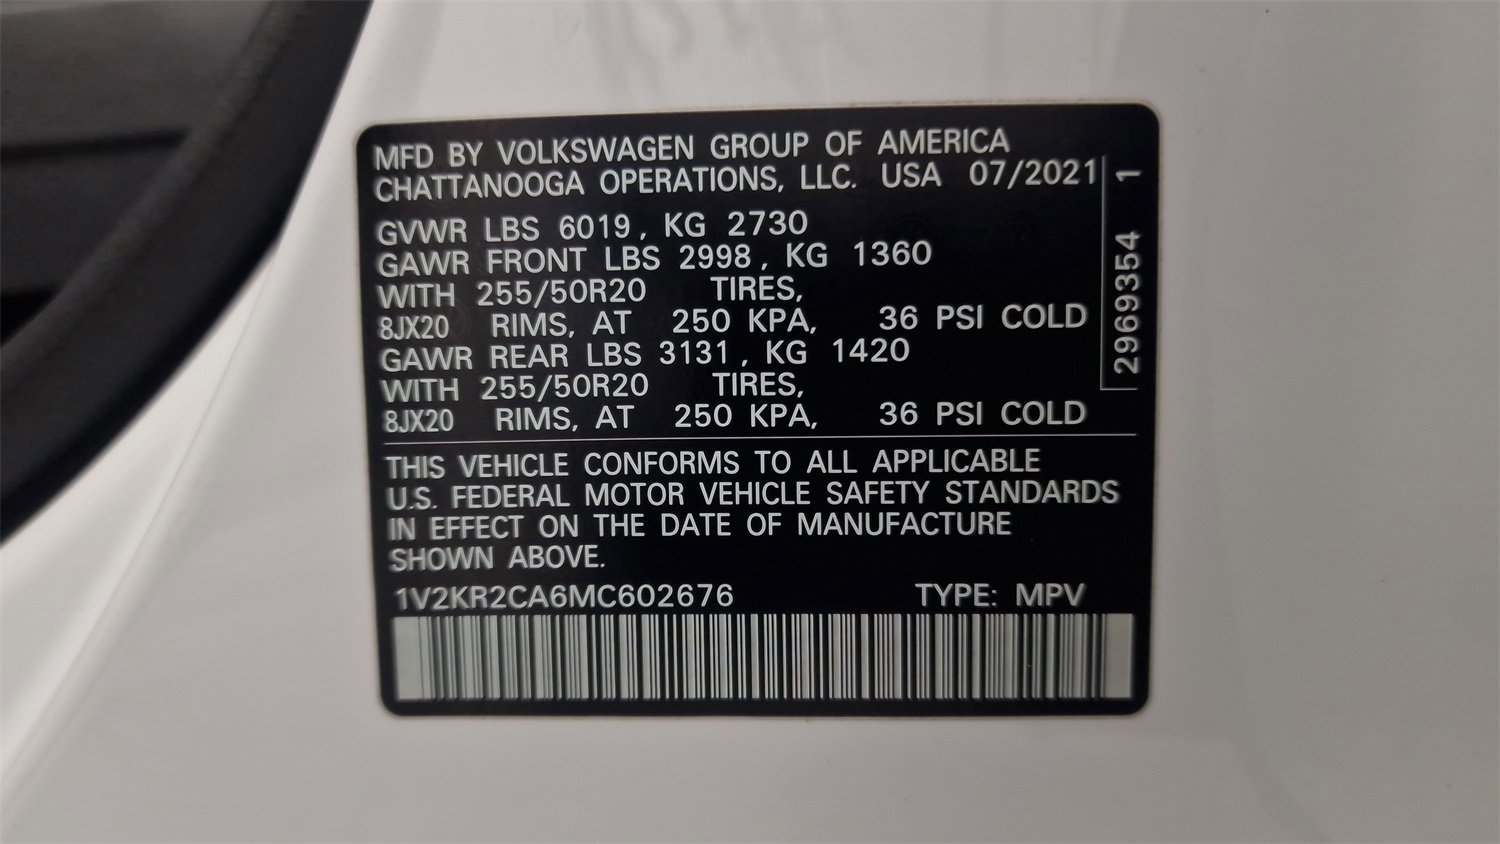 MFD BY VOLKSWAGEN GROUP OF AMERICA
CHATTANOOGA OPERATIONS, LLC. USA 07/2021
GVWR LBS 6019, KG 2730
GAWR FRONT LBS 2998, KG 1360
WITH 255/50R20 TIRES,
8JX20 RIMS, AT 250 KPA, 36 PSI COLD
GAWR REAR LBS 3131, KG 1420
WITH 255/50R20 TIRES,
8JX20 RIMS, AT 250 KPA, 36 PSI COLD
2969354 1
THIS VEHICLE CONFORMS TO ALL APPLICABLE
U.S. FEDERAL MOTOR VEHICLE SAFETY STANDARDS
IN EFFECT ON THE DATE OF MANUFACTURE
SHOWN ABOVE.
1V2KR2CA6MC602676 TYPE: MPV